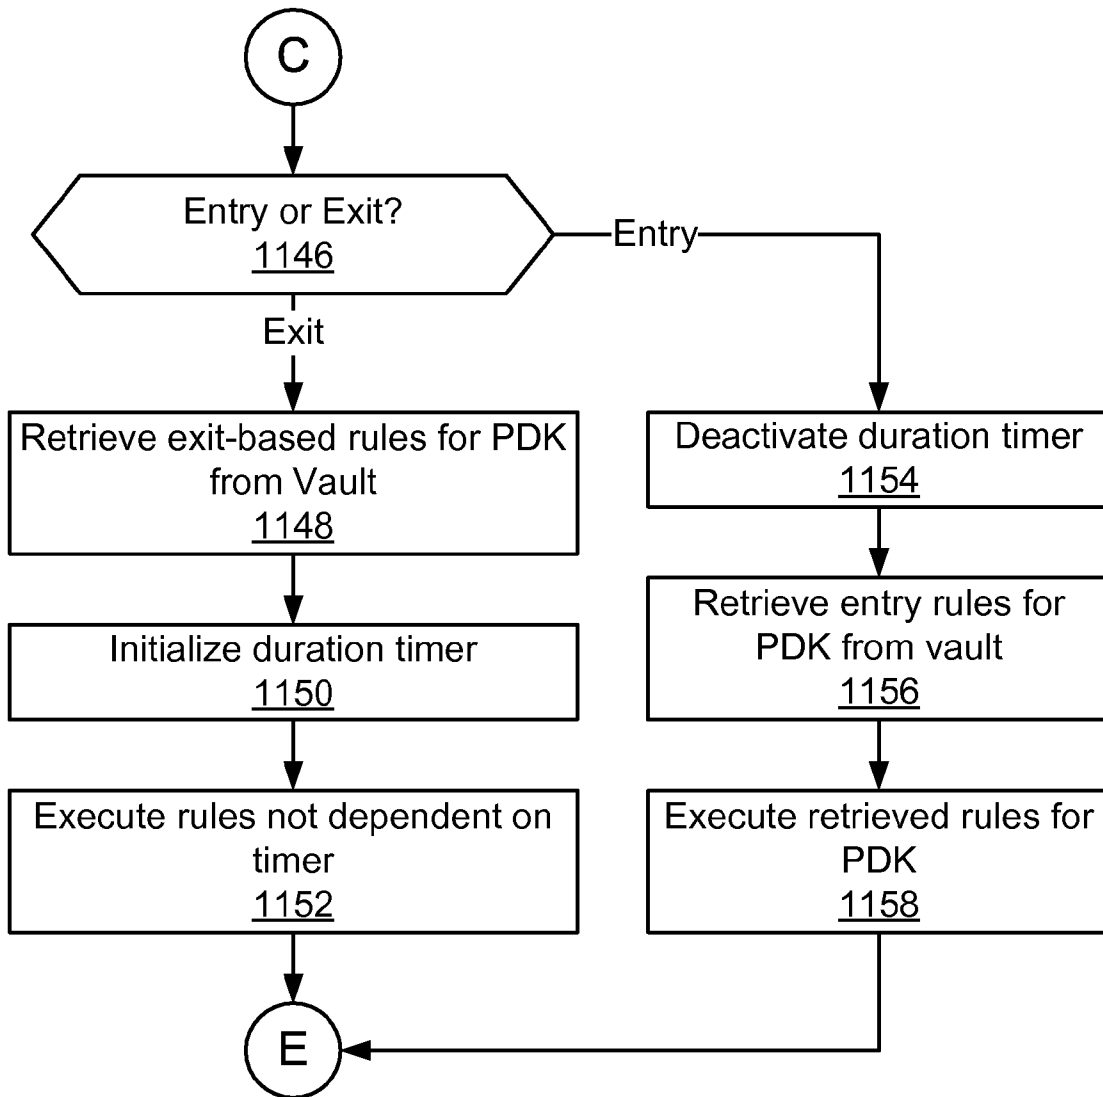 C
Entry or Exit?
1146
Entry
Exit
Retrieve exit-based rules for PDK
from Vault
1148
Initialize duration timer
1150
Execute rules not dependent on
timer
1152
Deactivate duration timer
1154
Retrieve entry rules for
PDK from vault
1156
Execute retrieved rules for
PDK
1158
E